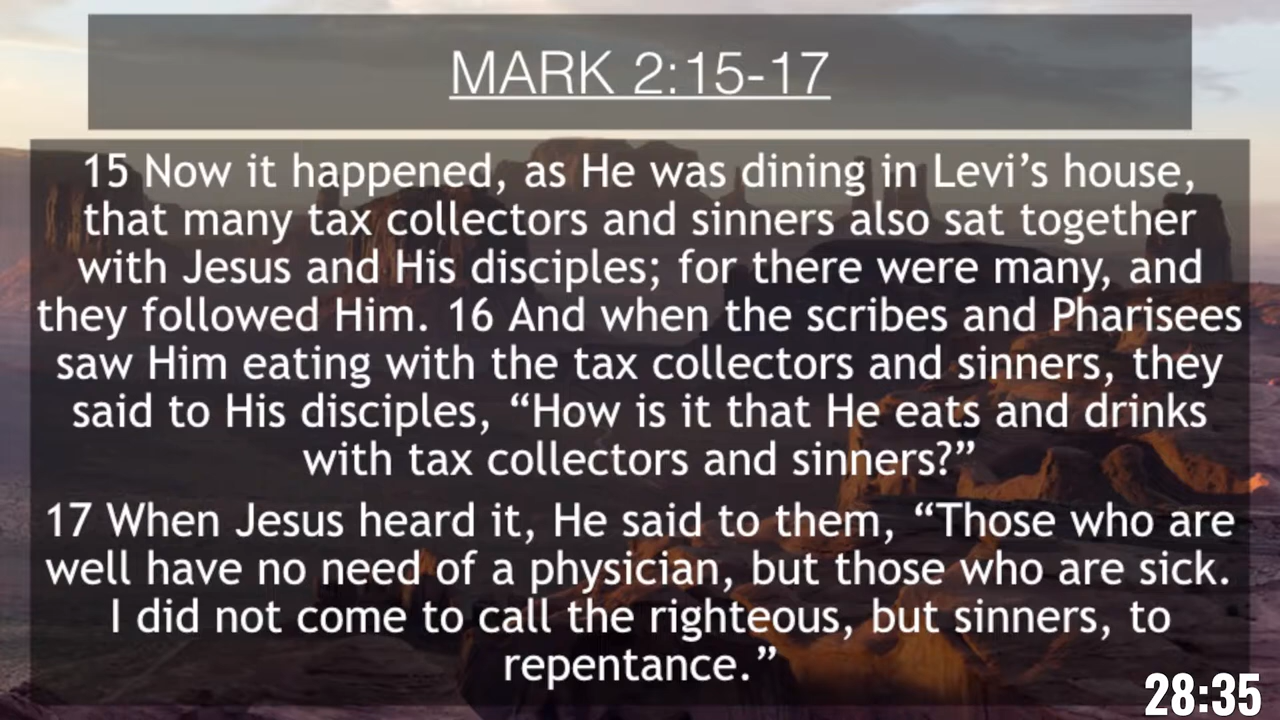 MARK 2:15-17
15 Now it happened, as He was dining in Levi’s house,
that many tax collectors and sinners also sat together
with Jesus and His disciples; for there were many, and
they followed Him. 16 And when the scribes and Pharisees
saw Him eating with the tax collectors and sinners, they
said to His disciples, “How is it that He eats and drinks
with tax collectors and sinners?”
17 When Jesus heard it, He said to them, “Those who are
well have no need of a physician, but those who are sick.
I did not come to call the righteous, but sinners, to
repentance.”
28:35